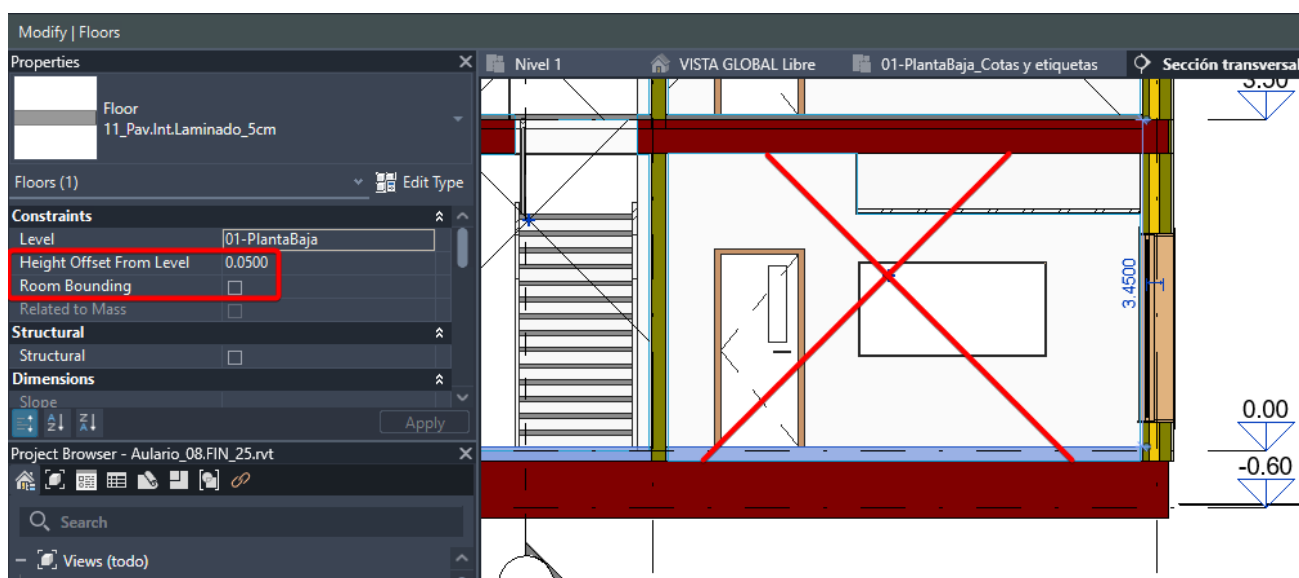 Modify | Floors
Properties
Nivel 1
VISTA GLOBAL Libre
01-PlantaBaja_Cotas y etiquetas
Sección transversal
Floor
11_Pav.Int.Laminado_5cm
3.50
Floors (1)
Edit Type
Constraints
Level 01-PlantaBaja
Height Offset From Level 0.0500
Room Bounding
Related to Mass
Structural
Structural
Dimensions
Slope
3.4500
Apply
0.00
Project Browser - Aulario_08.FIN_25.rvt
-0.60
Search
Views (todo)